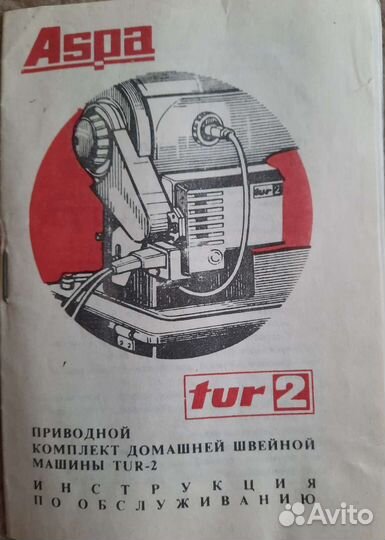 Aspa
tur 2
tur 2
ПРИВОДНОЙ
КОМПЛЕКТ ДОМАШНЕЙ ШВЕЙНОЙ
МАШИНЫ TUR-2
ИНСТРУКЦИЯ
ПО ОБСЛУЖИВАНИЮ
Avito